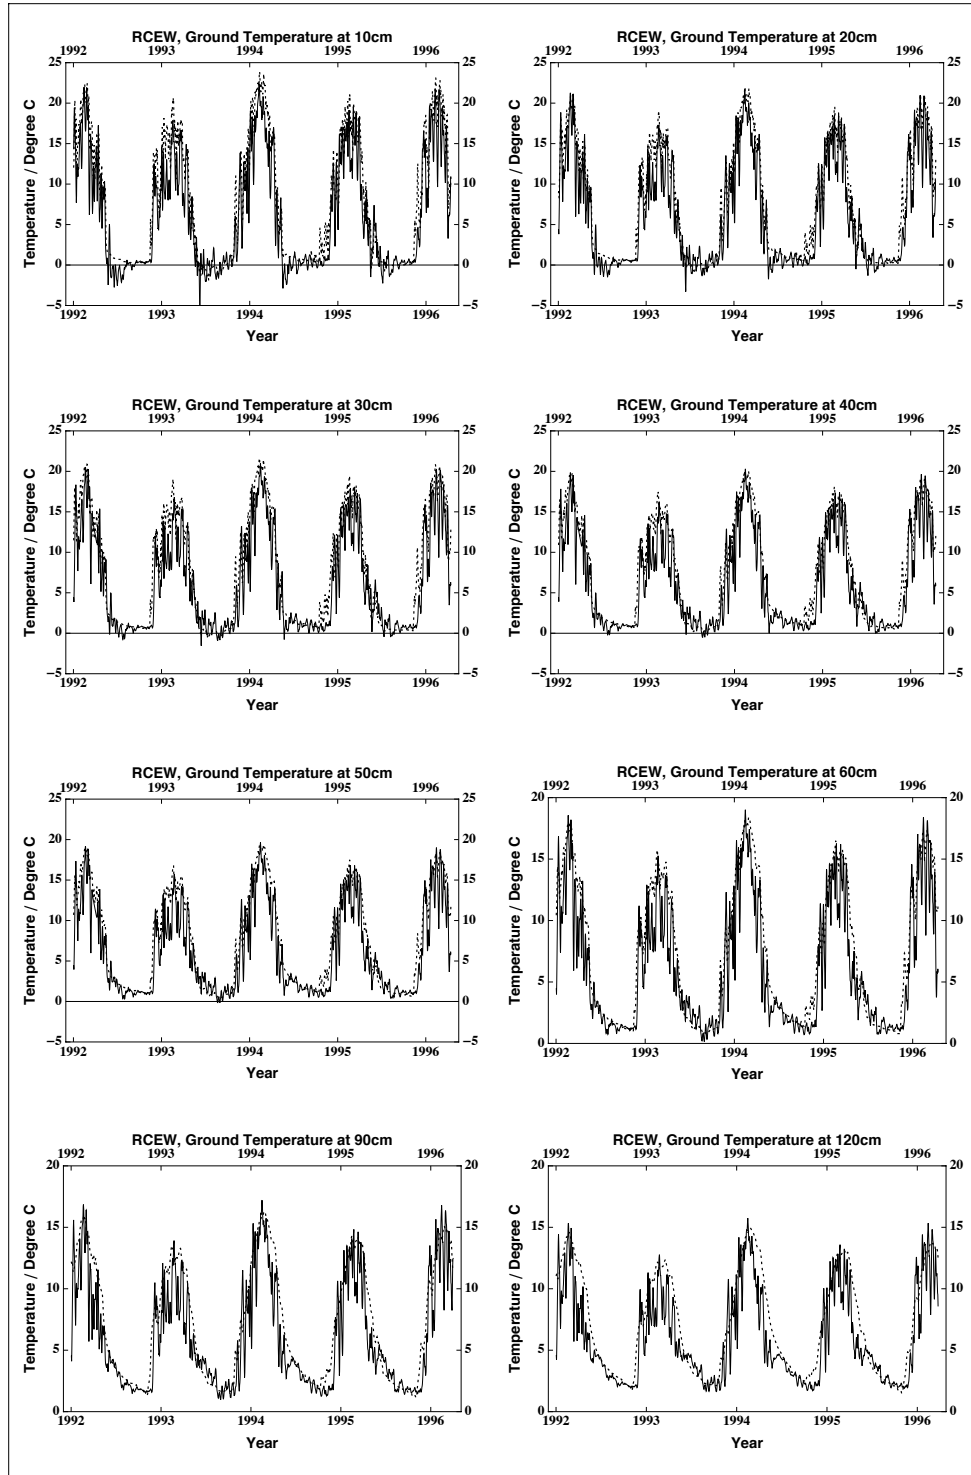 RCEW, Ground Temperature at 10cm
1992 1993 1994 1995 1996
25 25
20 20
15 15
10 10
5 5
0 0
−5 −5
Temperature / Degree C
1992 1993 1994 1995 1996
Year
RCEW, Ground Temperature at 20cm
1992 1993 1994 1995 1996
25 25
20 20
15 15
10 10
5 5
0 0
−5 −5
Temperature / Degree C
1992 1993 1994 1995 1996
Year
RCEW, Ground Temperature at 30cm
1992 1993 1994 1995 1996
25 25
20 20
15 15
10 10
5 5
0 0
−5 −5
Temperature / Degree C
1992 1993 1994 1995 1996
Year
RCEW, Ground Temperature at 40cm
1992 1993 1994 1995 1996
25 25
20 20
15 15
10 10
5 5
0 0
−5 −5
Temperature / Degree C
1992 1993 1994 1995 1996
Year
RCEW, Ground Temperature at 50cm
1992 1993 1994 1995 1996
25 25
20 20
15 15
10 10
5 5
0 0
−5 −5
Temperature / Degree C
1992 1993 1994 1995 1996
Year
RCEW, Ground Temperature at 60cm
1992 1993 1994 1995 1996
20 20
15 15
10 10
5 5
0 0
Temperature / Degree C
1992 1993 1994 1995 1996
Year
RCEW, Ground Temperature at 90cm
1992 1993 1994 1995 1996
20 20
15 15
10 10
5 5
0 0
Temperature / Degree C
1992 1993 1994 1995 1996
Year
RCEW, Ground Temperature at 120cm
1992 1993 1994 1995 1996
20 20
15 15
10 10
5 5
0 0
Temperature / Degree C
1992 1993 1994 1995 1996
Year